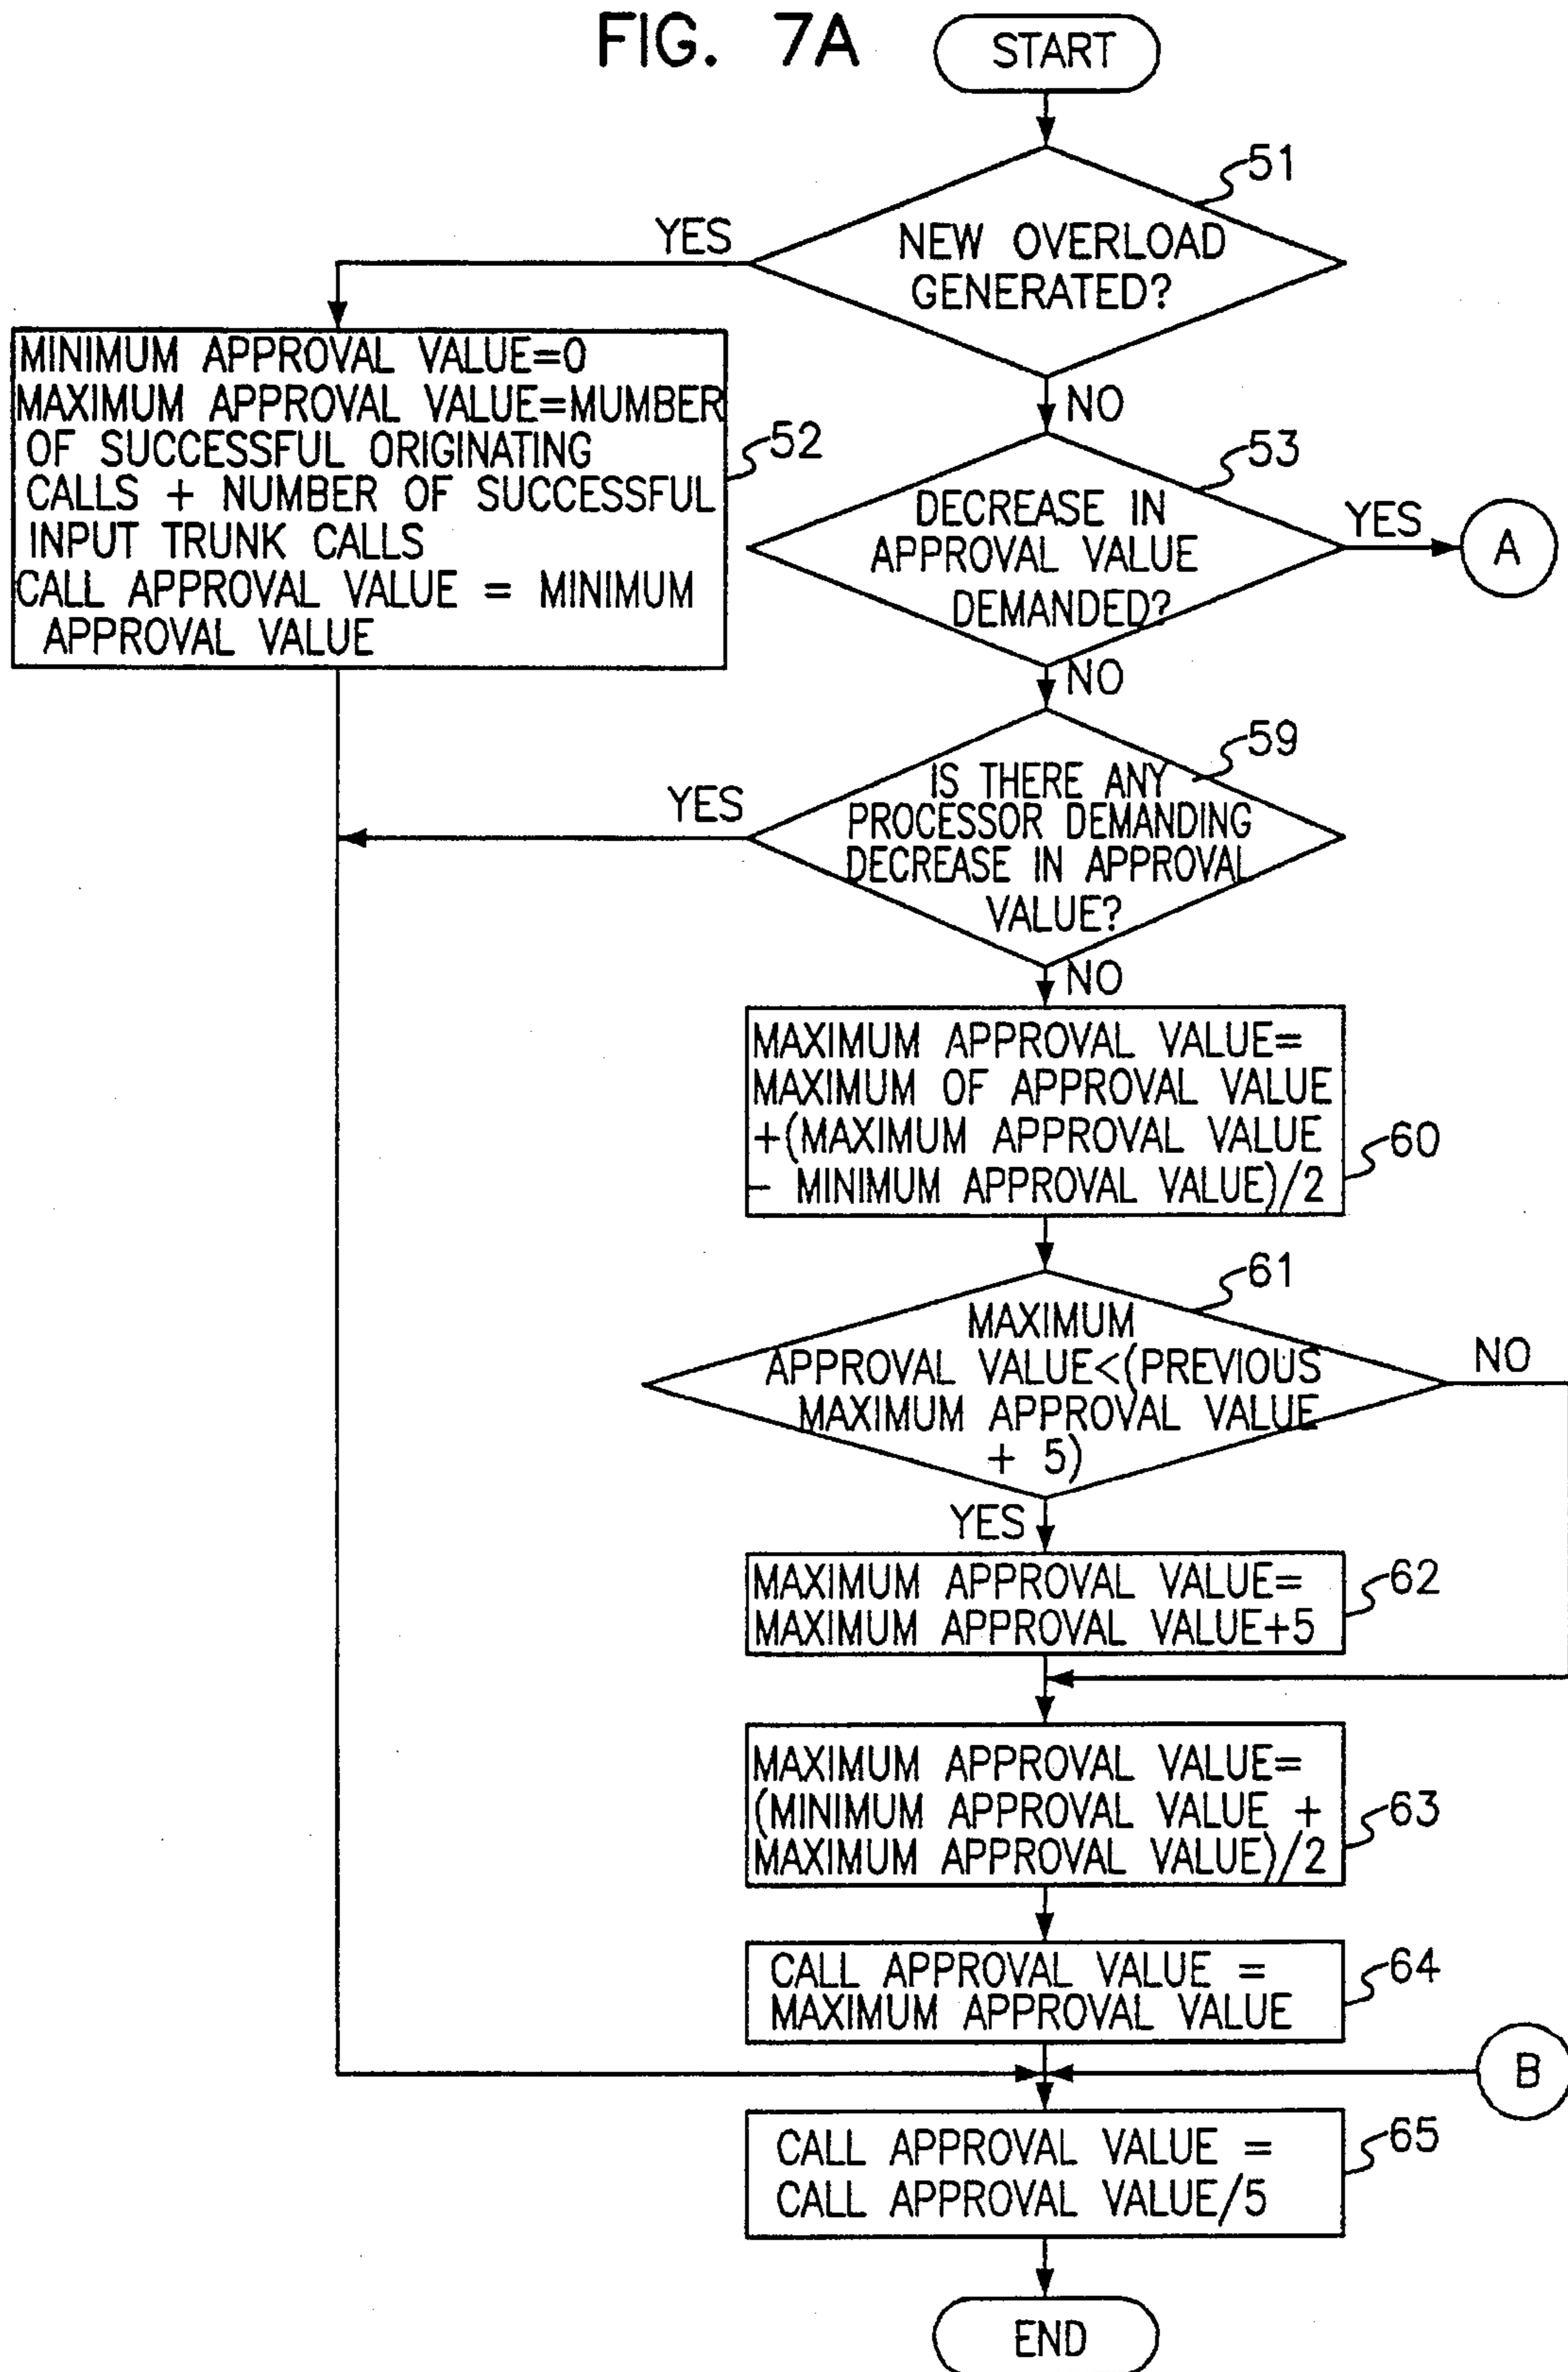 FIG. 7A
START
51
NEW OVERLOAD
GENERATED?
YES
NO
MINIMUM APPROVAL VALUE=0
MAXIMUM APPROVAL VALUE=MUMBER
OF SUCCESSFUL ORIGINATING
CALLS + NUMBER OF SUCCESSFUL
INPUT TRUNK CALLS
CALL APPROVAL VALUE = MINIMUM
APPROVAL VALUE
52
53
DECREASE IN
APPROVAL VALUE
DEMANDED?
YES
A
NO
59
IS THERE ANY
PROCESSOR DEMANDING
DECREASE IN APPROVAL
VALUE?
YES
NO
MAXIMUM APPROVAL VALUE=
MAXIMUM OF APPROVAL VALUE
+(MAXIMUM APPROVAL VALUE
- MINIMUM APPROVAL VALUE)/2
60
61
MAXIMUM
APPROVAL VALUE<(PREVIOUS
MAXIMUM APPROVAL VALUE
+ 5)
NO
YES
MAXIMUM APPROVAL VALUE=
MAXIMUM APPROVAL VALUE+5
62
MAXIMUM APPROVAL VALUE=
(MINIMUM APPROVAL VALUE +
MAXIMUM APPROVAL VALUE)/2
63
CALL APPROVAL VALUE =
MAXIMUM APPROVAL VALUE
64
B
CALL APPROVAL VALUE =
CALL APPROVAL VALUE/5
65
END